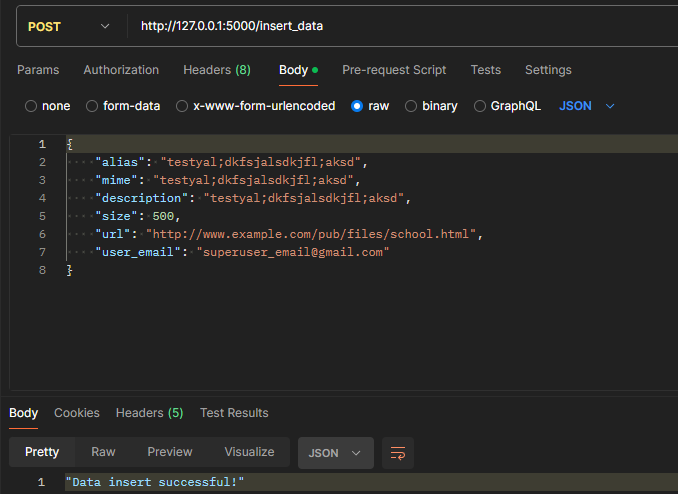 POST http://127.0.0.1:5000/insert_data
Params Authorization Headers (8) Body Pre-request Script Tests Settings
none form-data x-www-form-urlencoded raw binary GraphQL JSON
1 {
2 "alias": "testyal;dkfsjalsdkjfl;aksd",
3 "mime": "testyal;dkfsjalsdkjfl;aksd",
4 "description": "testyal;dkfsjalsdkjfl;aksd",
5 "size": 500,
6 "url": "http://www.example.com/pub/files/school.html",
7 "user_email": "superuser_email@gmail.com"
8 }
Body Cookies Headers (5) Test Results
Pretty Raw Preview Visualize JSON
1 "Data insert successful!"